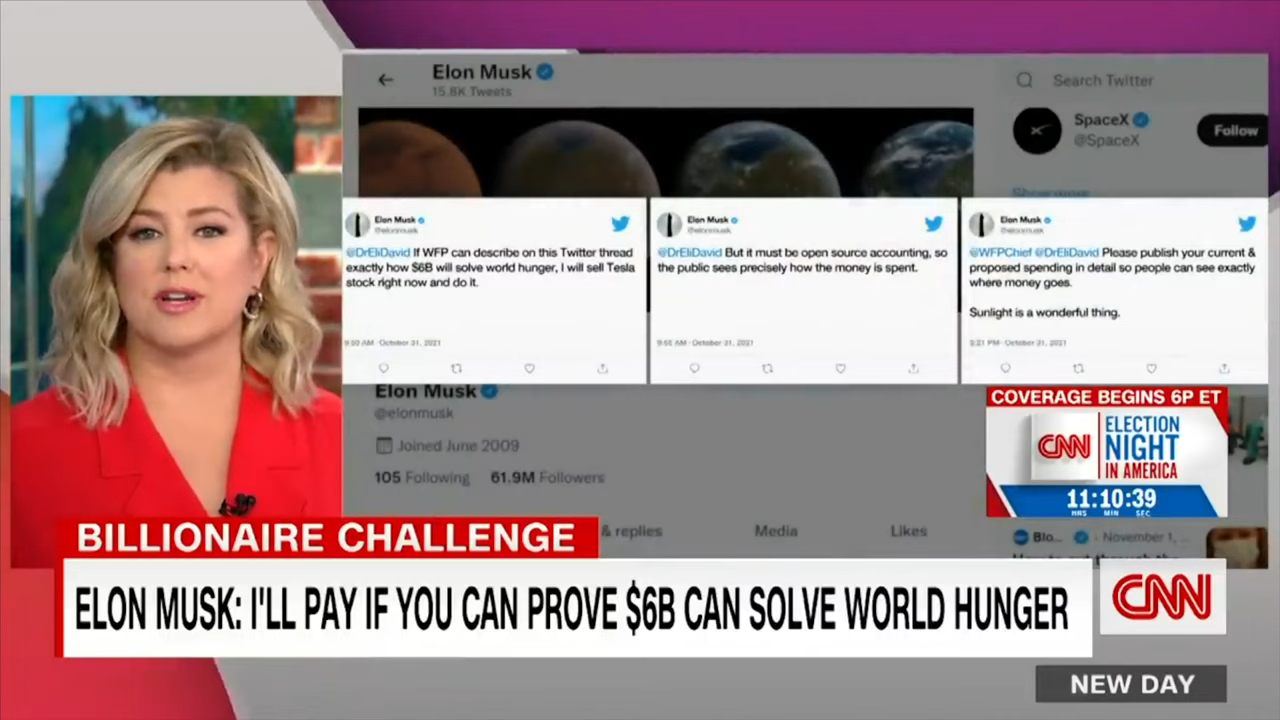 Elon Musk
15.8K Tweets
Search Twitter
SpaceX
@SpaceX
Follow
Show more
Elon Musk
@elonmusk
@DrEliDavid If WFP can describe on this Twitter thread
exactly how $6B will solve world hunger, I will sell Tesla
stock right now and do it.
9:50 AM · October 31, 2021
Elon Musk
@elonmusk
@DrEliDavid But it must be open source accounting, so
the public sees precisely how the money is spent.
9:55 AM · October 31, 2021
Elon Musk
@elonmusk
@WFPChief @DrEliDavid Please publish your current &
proposed spending in detail so people can see exactly
where money goes.
Sunlight is a wonderful thing.
5:21 PM · October 31, 2021
Elon Musk
@elonmusk
Joined June 2009
105 Following 61.9M Followers
& replies
Media
Likes
COVERAGE BEGINS 6P ET
CNN
ELECTION
NIGHT
IN AMERICA
11:10:39
HRS MIN SEC
Blo... · November 1, ...
BILLIONAIRE CHALLENGE
ELON MUSK: I'LL PAY IF YOU CAN PROVE $6B CAN SOLVE WORLD HUNGER
CNN
NEW DAY